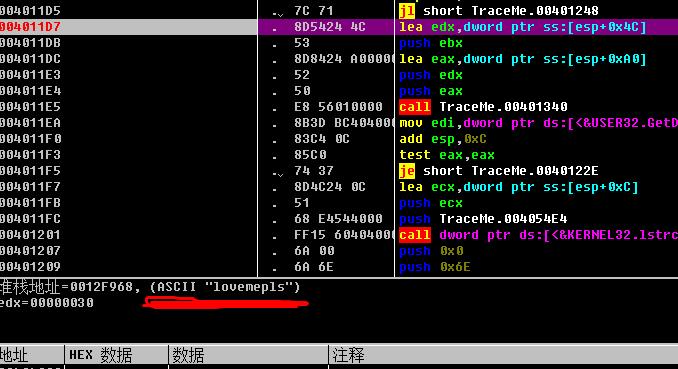 004011D5 . 7C 71 jl short TraceMe.00401248
004011D7 . 8D5424 4C lea edx,dword ptr ss:[esp+0x4C]
004011DB . 53 push ebx
004011DC . 8D8424 A00000 lea eax,dword ptr ss:[esp+0xA0]
004011E3 . 52 push edx
004011E4 . 50 push eax
004011E5 . E8 56010000 call TraceMe.00401340
004011EA . 8B3D BC404000 mov edi,dword ptr ds:[<&USER32.GetD
004011F0 . 83C4 0C add esp,0xC
004011F3 . 85C0 test eax,eax
004011F5 . 74 37 je short TraceMe.0040122E
004011F7 . 8D4C24 0C lea ecx,dword ptr ss:[esp+0xC]
004011FB . 51 push ecx
004011FC . 68 E4544000 push TraceMe.004054E4
00401201 . FF15 60404000 call dword ptr ds:[<&KERNEL32.lstrc
00401207 . 6A 00 push 0x0
00401209 . 6A 6E push 0x6E
堆栈地址=0012F968, (ASCII "lovemepls")
edx=00000030
地址 HEX 数据 数据 注释